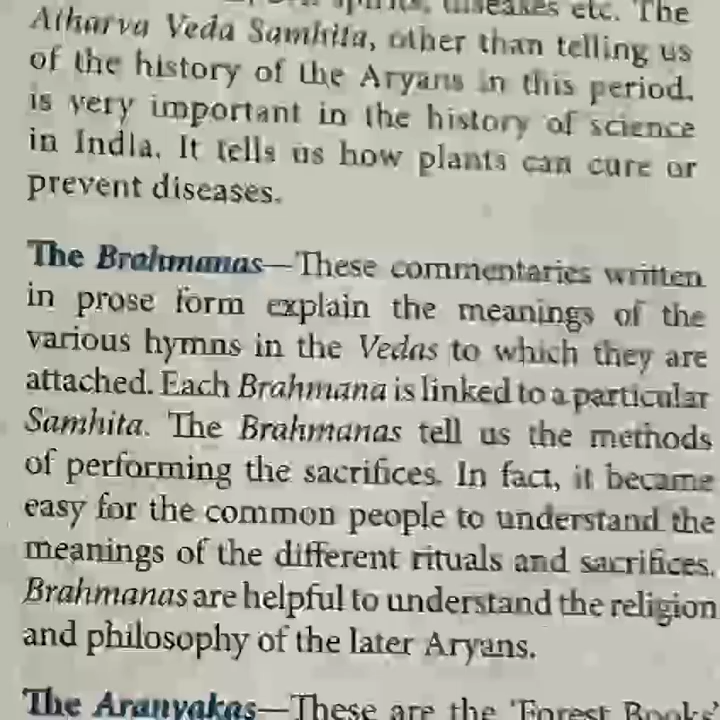 spirits, diseases etc. The
Atharva Veda Samhita, other than telling us
of the history of the Aryans in this period,
is very important in the history of science
in India. It tells us how plants can cure or
prevent diseases.
The Brahmanas—These commentaries written
in prose form explain the meanings of the
various hymns in the Vedas to which they are
attached. Each Brahmana is linked to a particular
Samhita. The Brahmanas tell us the methods
of performing the sacrifices. In fact, it became
easy for the common people to understand the
meanings of the different rituals and sacrifices.
Brahmanas are helpful to understand the religion
and philosophy of the later Aryans.
The Aranyakas—These are the 'Forest Books'